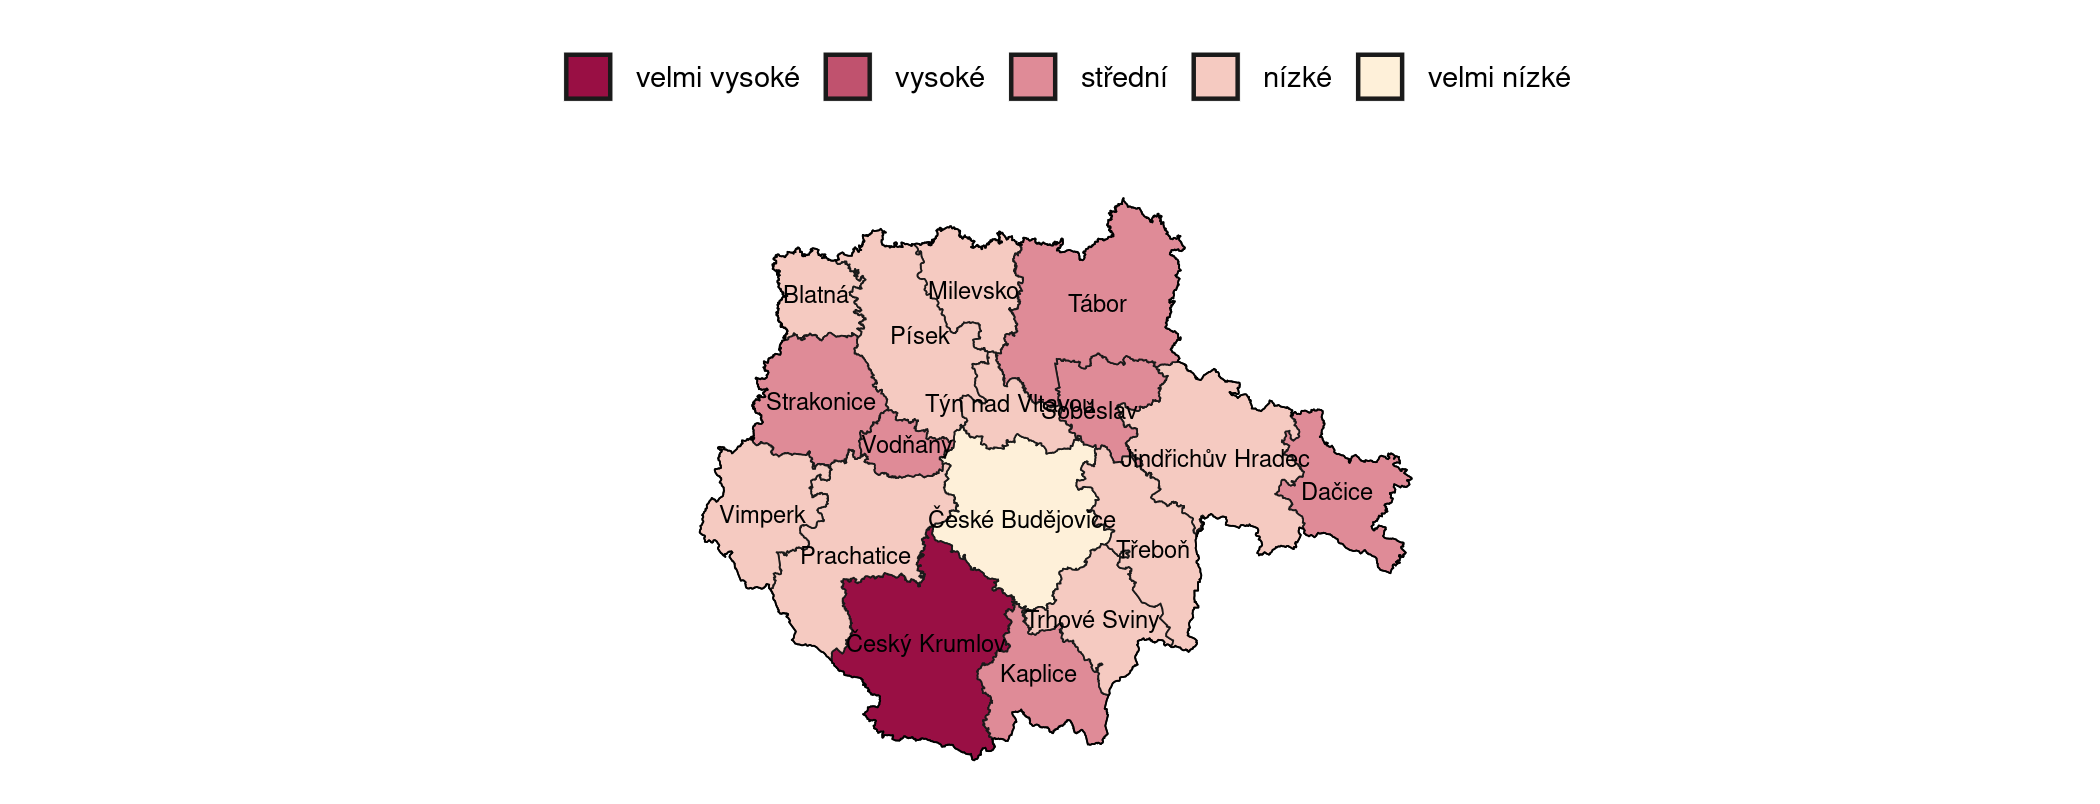 velmi vysoké vysoké střední nízké velmi nízké
Blatná
Milevsko
Tábor
Písek
Strakonice
Týn nad Vltavou
Soběslav
Vodňany
Jindřichův Hradec
Dačice
Vimperk
České Budějovice
Třeboň
Prachatice
Trhové Sviny
Český Krumlov
Kaplice